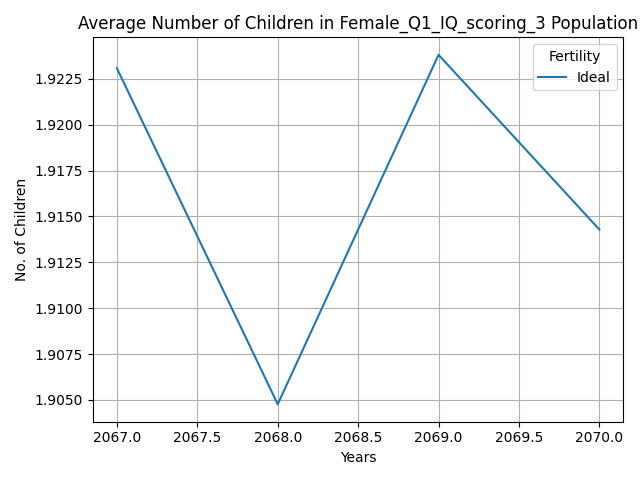 Average Number of Children in Female_Q1_IQ_scoring_3 Population
Fertility
Ideal
No. of Children
1.9225
1.9200
1.9175
1.9150
1.9125
1.9100
1.9075
1.9050
2067.0 2067.5 2068.0 2068.5 2069.0 2069.5 2070.0
Years